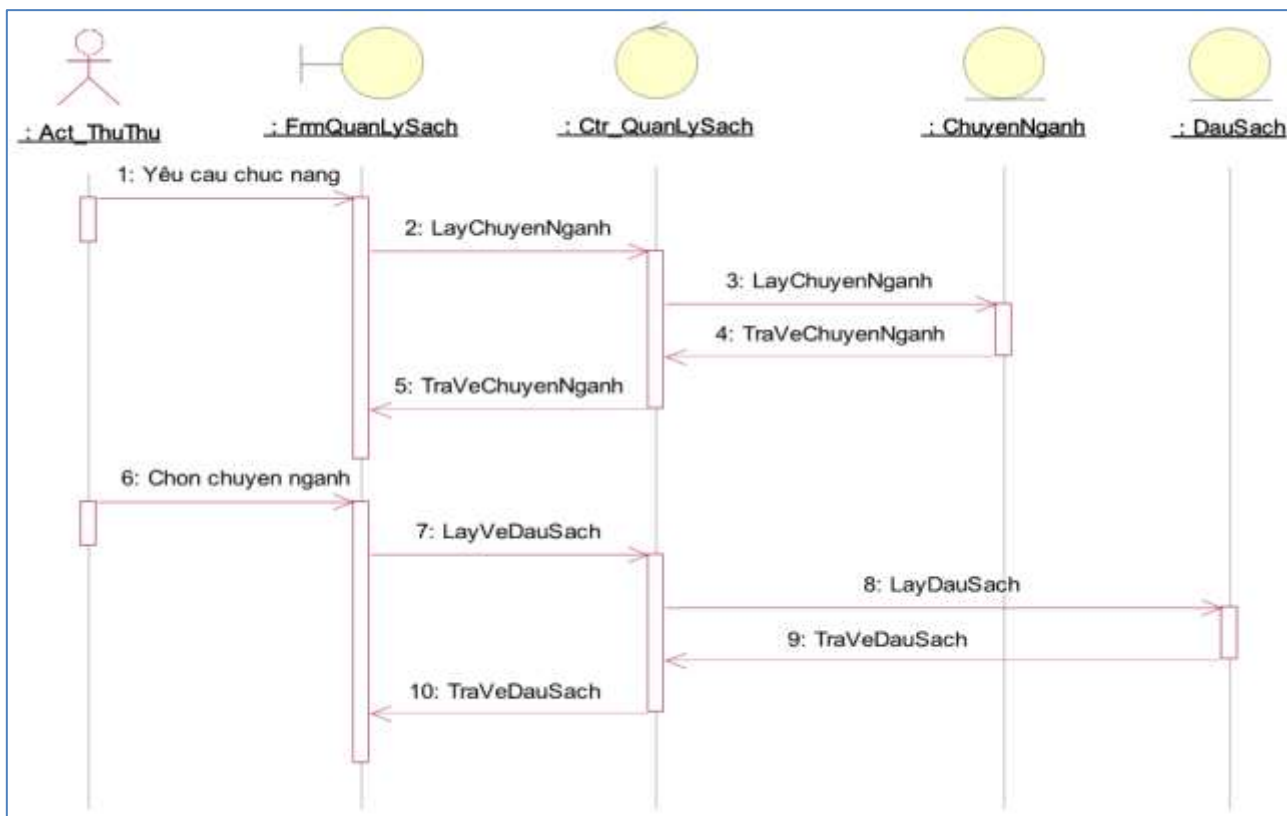 : Act_ThuThu
: FrmQuanLySach
: Ctr_QuanLySach
: ChuyenNganh
: DauSach
1: Yêu cau chuc nang
2: LayChuyenNganh
3: LayChuyenNganh
4: TraVeChuyenNganh
5: TraVeChuyenNganh
6: Chon chuyen nganh
7: LayVeDauSach
8: LayDauSach
9: TraVeDauSach
10: TraVeDauSach